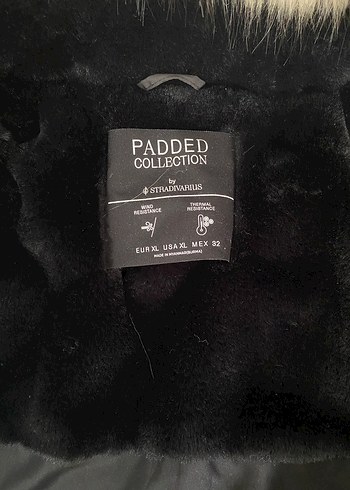 PADDED
COLLECTION
by
STRADIVARIUS
WIND
RESISTANCE
THERMAL
RESISTANCE
EUR XL USA XL MEX 32
MADE IN MYANMAR(BURMA)